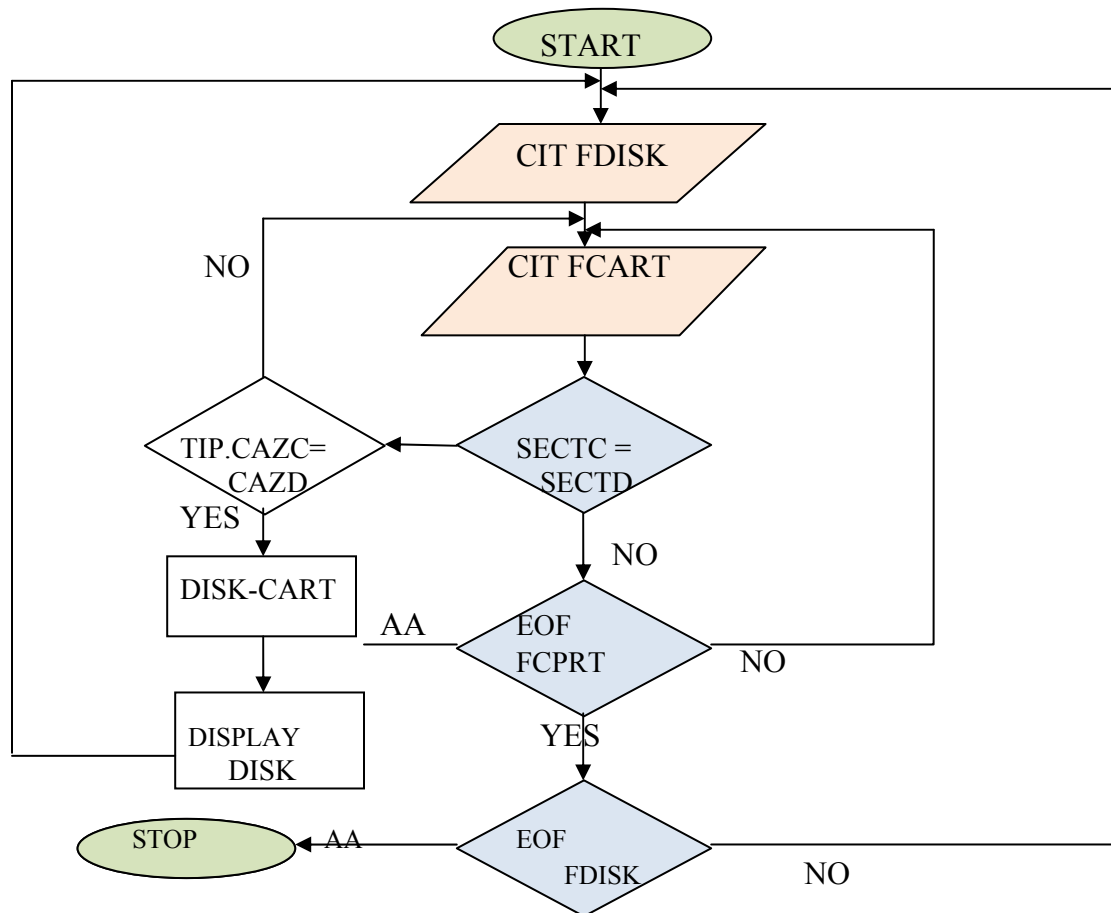 START
CIT FDISK
NO
CIT FCART
TIP.CAZC=
CAZD
SECTC =
SECTD
YES
NO
DISK-CART
AA
EOF
FCPRT
NO
YES
DISPLAY
DISK
STOP
AA
EOF
FDISK
NO